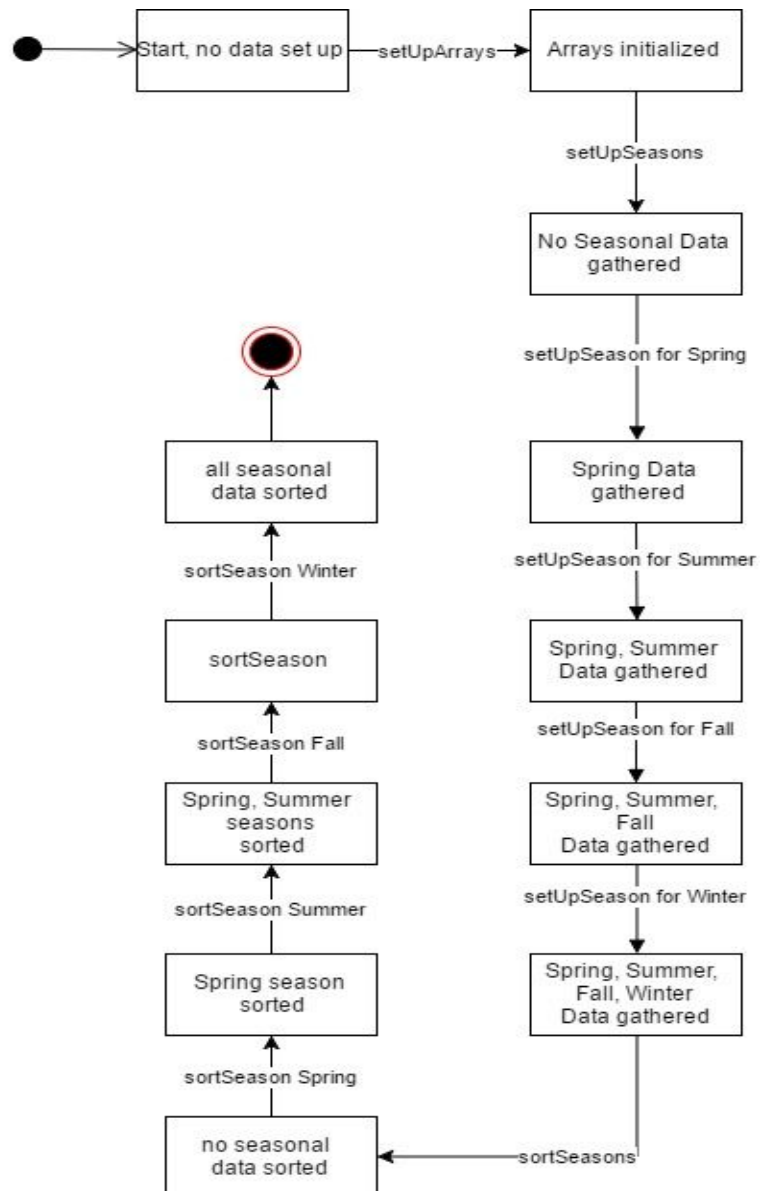 Start, no data set up
setUpArrays
Arrays initialized
setUpSeasons
No Seasonal Data
gathered
setUpSeason for Spring
Spring Data
gathered
setUpSeason for Summer
Spring, Summer
Data gathered
setUpSeason for Fall
Spring, Summer,
Fall
Data gathered
setUpSeason for Winter
Spring, Summer,
Fall, Winter
Data gathered
sortSeasons
no seasonal
data sorted
sortSeason Spring
Spring season
sorted
sortSeason Summer
Spring, Summer
seasons
sorted
sortSeason Fall
sortSeason
sortSeason Winter
all seasonal
data sorted